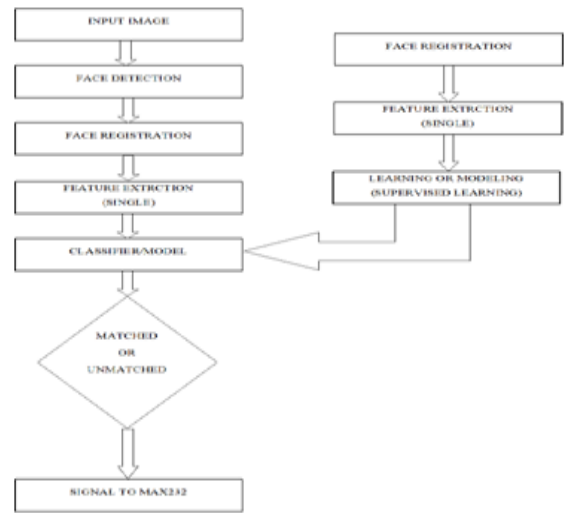 INPUT IMAGE
FACE DETECTION
FACE REGISTRATION
FEATURE EXTRCTION
(SINGLE)
CLASSIFIER/MODEL
MATCHED
OR
UNMATCHED
SIGNAL TO MAX232
FACE REGISTRATION
FEATURE EXTRCTION
(SINGLE)
LEARNING OR MODELING
(SUPERVISED LEARNING)